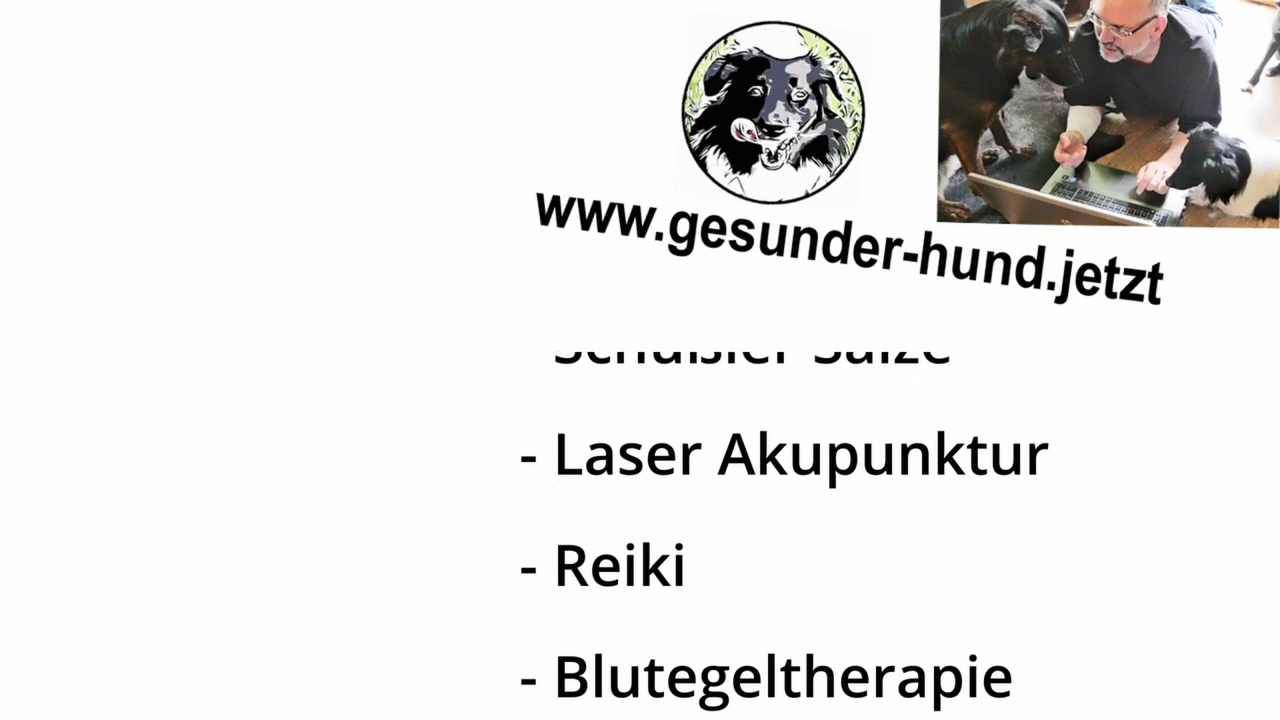 www.gesunder-hund.jetzt
- Laser Akupunktur
- Reiki
- Blutegeltherapie